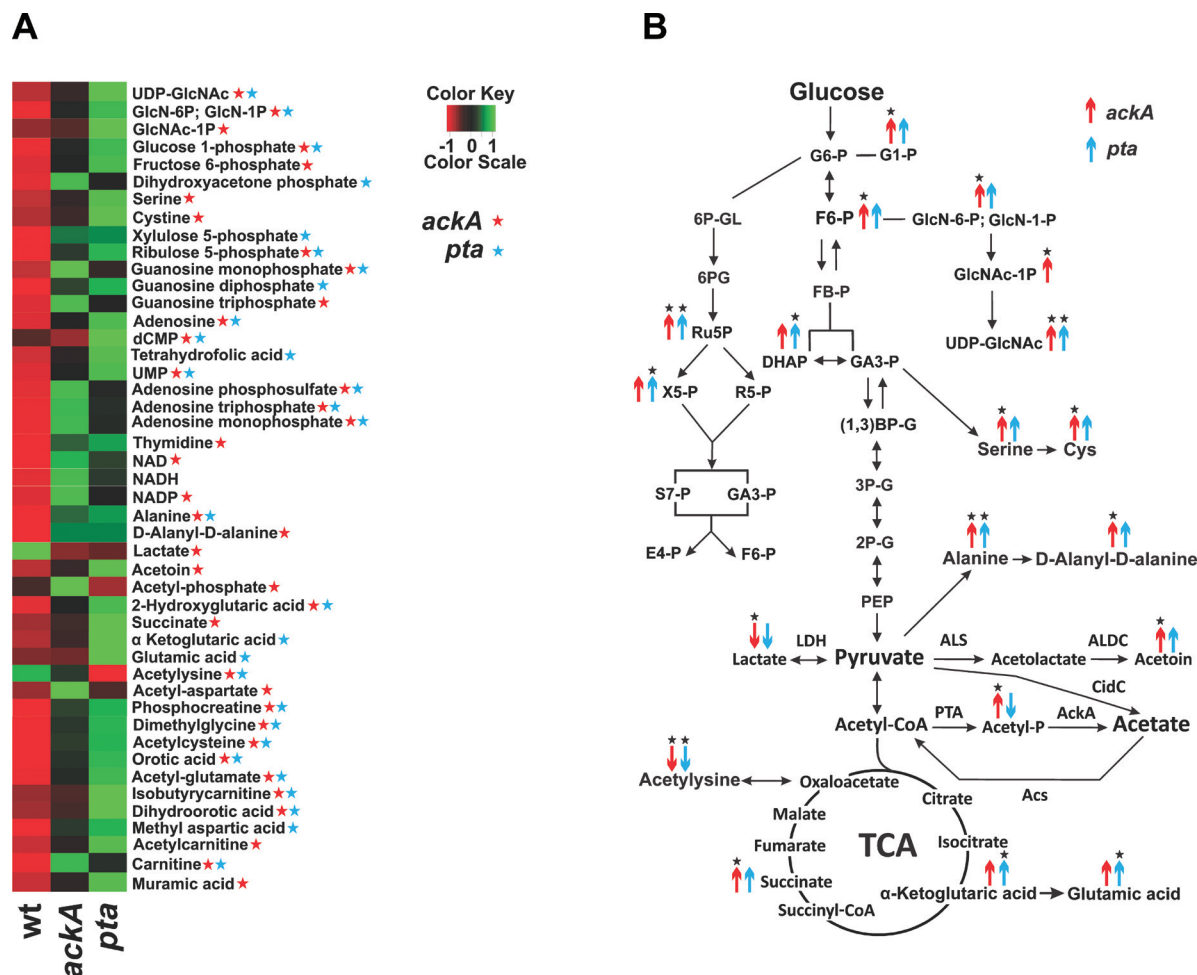 A
UDP-GlcNAc
GlcN-6P; GlcN-1P
GlcNAc-1P
Glucose 1-phosphate
Fructose 6-phosphate
Dihydroxyacetone phosphate
Serine
Cystine
Xylulose 5-phosphate
Ribulose 5-phosphate
Guanosine monophosphate
Guanosine diphosphate
Guanosine triphosphate
Adenosine
dCMP
Tetrahydrofolic acid
UMP
Adenosine phosphosulfate
Adenosine triphosphate
Adenosine monophosphate
Thymidine
NAD
NADH
NADP
Alanine
D-Alanyl-D-alanine
Lactate
Acetoin
Acetyl-phosphate
2-Hydroxyglutaric acid
Succinate
α Ketoglutaric acid
Glutamic acid
Acetylysine
Acetyl-aspartate
Phosphocreatine
Dimethylglycine
Acetylcysteine
Orotic acid
Acetyl-glutamate
Isobutyrycarnitine
Dihydroorotic acid
Methyl aspartic acid
Acetylcarnitine
Carnitine
Muramic acid
wt
ackA
pta
Color Key
-1 0 1
Color Scale
ackA
pta
B
Glucose
ackA
pta
G6-P
G1-P
6P-GL
F6-P
GlcN-6-P; GlcN-1-P
6PG
FB-P
GlcNAc-1P
Ru5P
DHAP
GA3-P
UDP-GlcNAc
X5-P
R5-P
(1,3)BP-G
Serine
Cys
S7-P
GA3-P
3P-G
E4-P
F6-P
2P-G
Alanine
D-Alanyl-D-alanine
PEP
Lactate
LDH
Pyruvate
ALS
Acetolactate
ALDC
Acetoin
CidC
Acetyl-CoA
PTA
Acetyl-P
AckA
Acetate
Acetylysine
Oxaloacetate
Acs
Citrate
Malate
Fumarate
TCA
Isocitrate
Succinate
α-Ketoglutaric acid
Glutamic acid
Succinyl-CoA